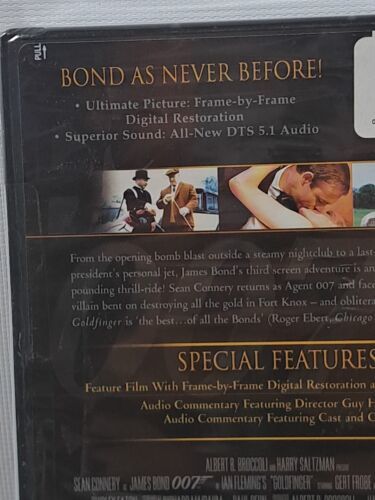 PULL
BOND AS NEVER BEFORE!
• Ultimate Picture: Frame-by-Frame
Digital Restoration
• Superior Sound: All-New DTS 5.1 Audio
From the opening bomb blast outside a steamy nightclub to a last-
president's personal jet, James Bond's third screen adventure is an
pounding thrill-ride! Sean Connery returns as Agent 007 and face
villain bent on destroying all the gold in Fort Knox – and obliterat
Goldfinger is 'the best...of all the Bonds' (Roger Ebert, Chicago
SPECIAL FEATURES
Feature Film With Frame-by-Frame Digital Restoration a
Audio Commentary Featuring Director Guy H
Audio Commentary Featuring Cast and C
ALBERT R. BROCCOLI AND HARRY SALTZMAN
SEAN CONNERY AS JAMES BOND 007 IN IAN FLEMING'S "GOLDFINGER" STARRING GERT FROBE